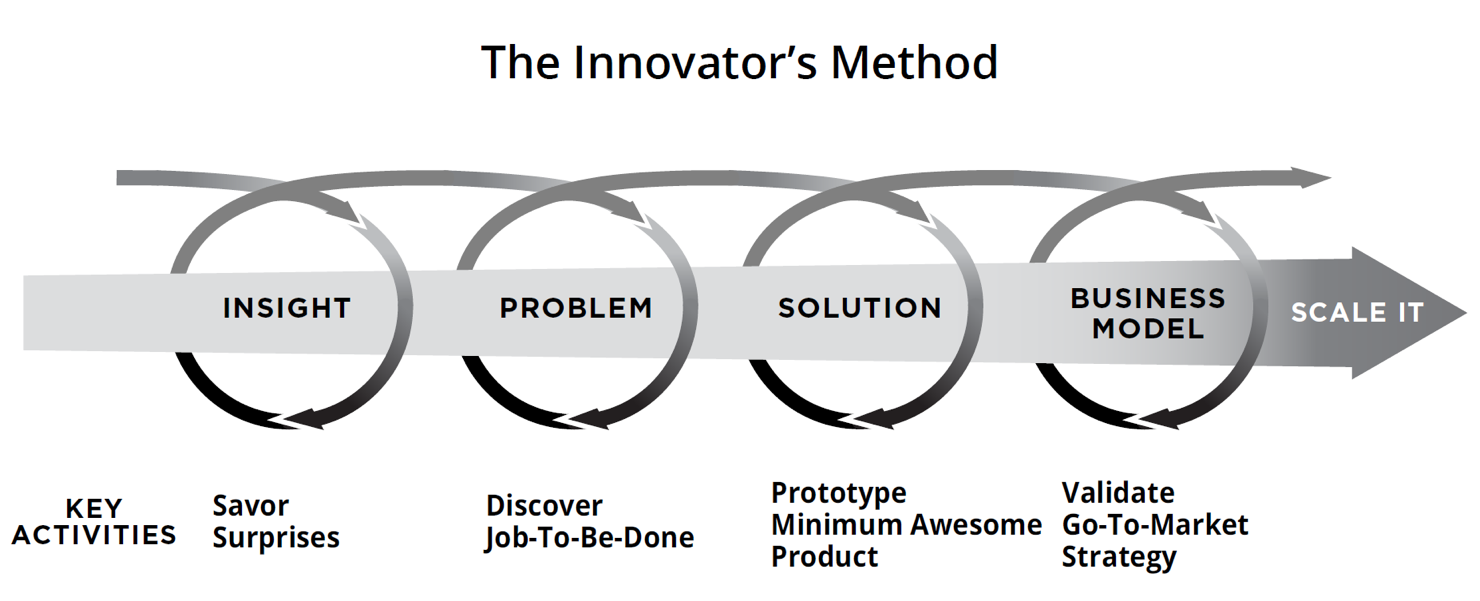 The Innovator’s Method
INSIGHT
PROBLEM
SOLUTION
BUSINESS
MODEL
SCALE IT
KEY
ACTIVITIES
Savor
Surprises
Discover
Job-To-Be-Done
Prototype
Minimum Awesome
Product
Validate
Go-To-Market
Strategy